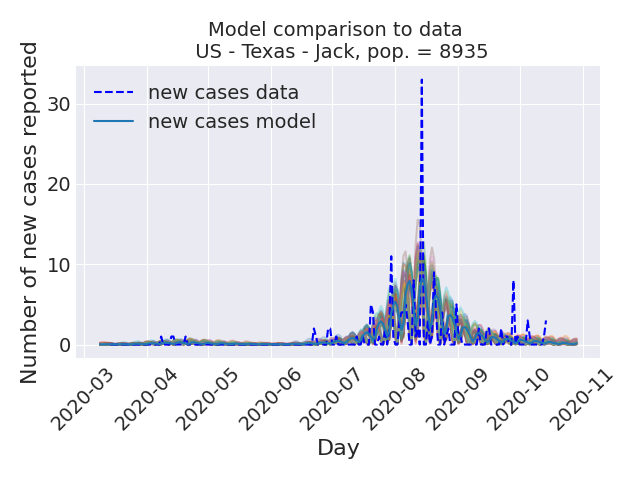 Model comparison to data
US - Texas - Jack, pop. = 8935
Number of new cases reported
30
20
10
0
new cases data
new cases model
2020-03
2020-04
2020-05
2020-06
2020-07
2020-08
2020-09
2020-10
2020-11
Day